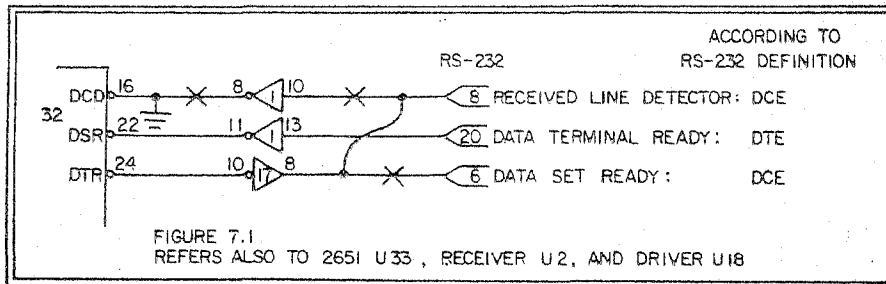 ACCORDING TO
RS-232 RS-232 DEFINITION
DCD 16 8 1 10 8 RECEIVED LINE DETECTOR: DCE
32
DSR 22 11 1 13 20 DATA TERMINAL READY: DTE
DTR 24 10 17 8 6 DATA SET READY: DCE
FIGURE 7.1
REFERS ALSO TO 2651 U33, RECEIVER U2, AND DRIVER U18